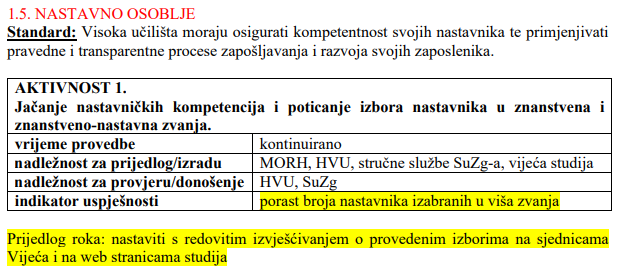 1.5. NASTAVNO OSOBLJE
Standard: Visoka učilišta moraju osigurati kompetentnost svojih nastavnika te primjenjivati
pravedne i transparentne procese zapošljavanja i razvoja svojih zaposlenika.
AKTIVNOST 1.
Jačanje nastavničkih kompetencija i poticanje izbora nastavnika u znanstvena i
znanstveno-nastavna zvanja.
vrijeme provedbe kontinuirano
nadležnost za prijedlog/izradu MORH, HVU, stručne službe SuZg-a, vijeća studija
nadležnost za provjeru/donošenje HVU, SuZg
indikator uspješnosti porast broja nastavnika izabranih u viša zvanja
Prijedlog roka: nastaviti s redovitim izvješćivanjem o provedenim izborima na sjednicama
Vijeća i na web stranicama studija